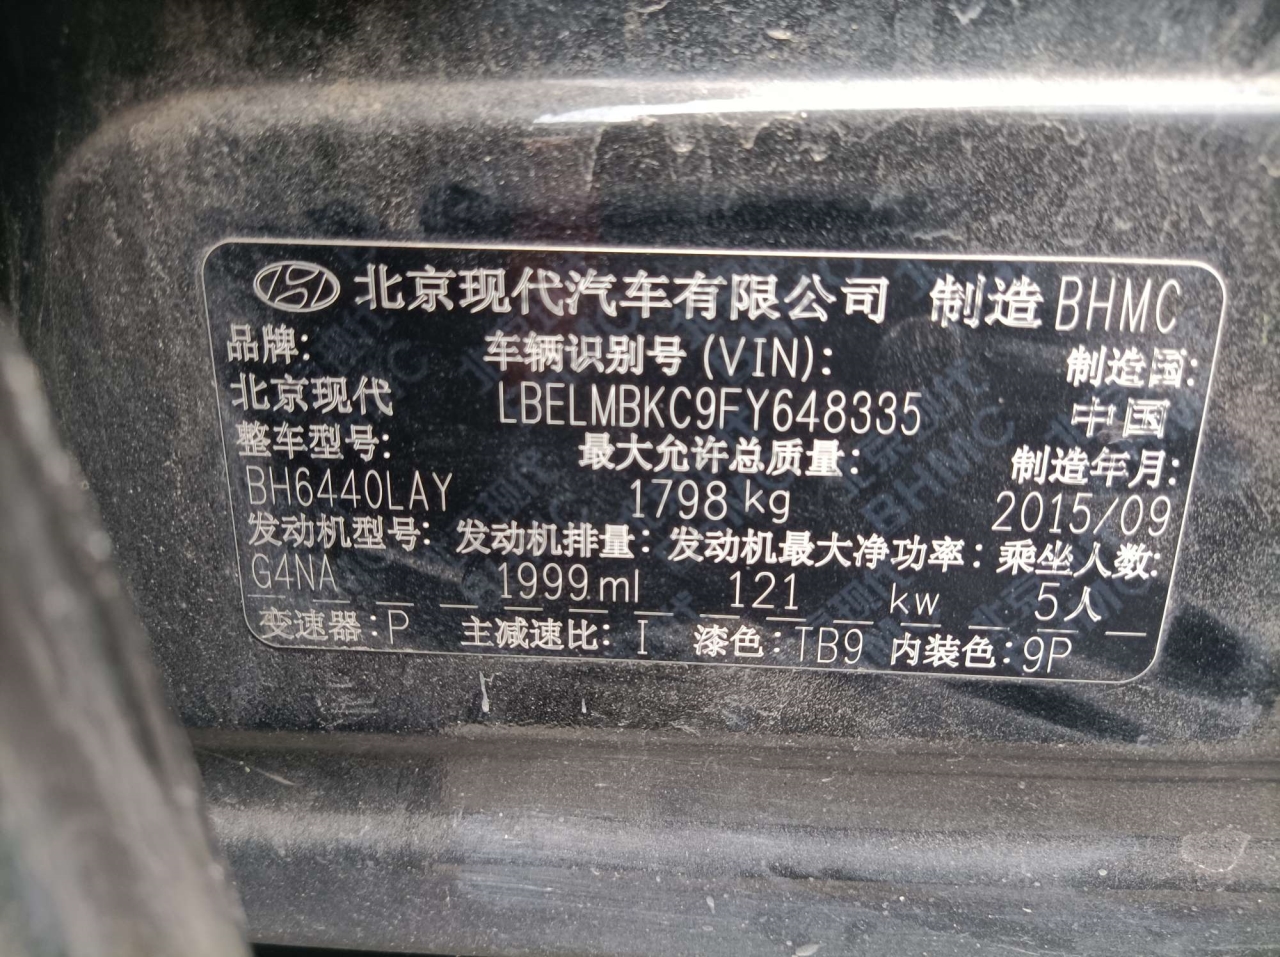 北京现代汽车有限公司 制造 BHMC
品牌: 车辆识别号 (VIN): 制造国:
北京现代 LBELMBKC9FY648335 中国
整车型号: 最大允许总质量: 制造年月:
BH6440LAY 1798 kg 2015/09
发动机型号: 发动机排量: 发动机最大净功率: 乘坐人数:
G4NA 1999 ml 121 kw 5人
变速器: P 主减速比: I 漆色: TB9 内装色: 9P